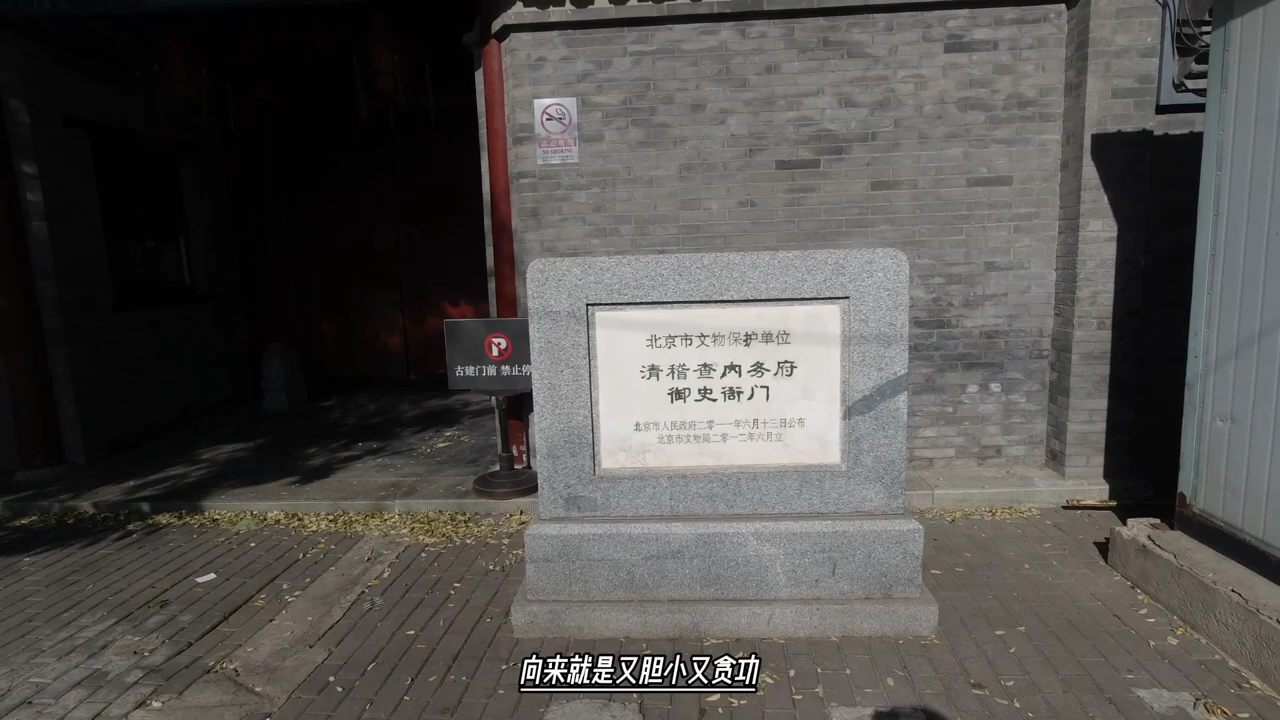 NO SMOKING
古建门前 禁止停
北京市文物保护单位
清稽查内务府
御史衙门
北京市人民政府二零一一年六月十三日公布
北京市文物局二零一二年六月立
向来就是又胆小又贪功